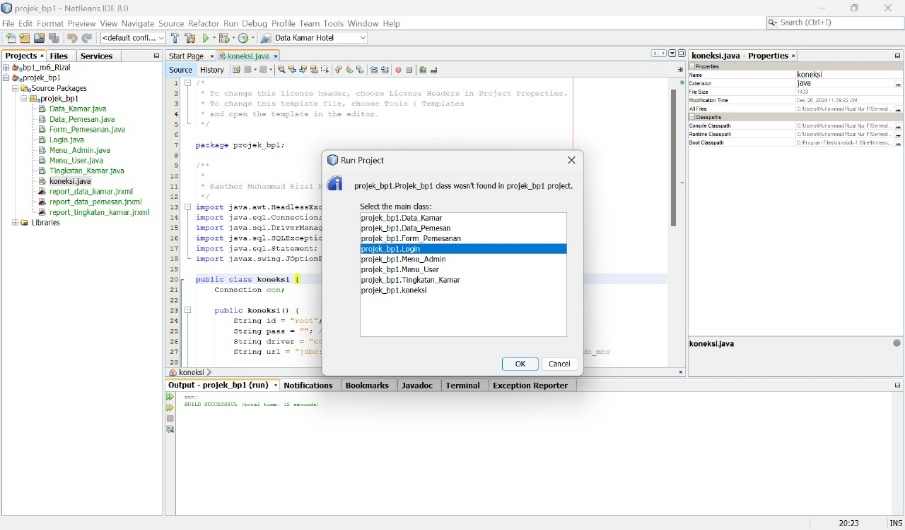 projek_bp1 - NetBeans IDE 8.0
File Edit Format Preview View Navigate Source Refactor Run Debug Profile Team Tools Window Help
Search (Ctrl+I)
<default confi... Data Kamar Hotel
Projects × Files Services
Start Page × koneksi.java ×
Source History
bp1_m6_Rizal
projek_bp1
Source Packages
projek_bp1
Data_Kamar.java
Data_Pemesan.java
Form_Pemesanan.java
Login.java
Menu_Admin.java
Menu_User.java
Tingkatan_Kamar.java
koneksi.java
report_data_kamar.jrxml
report_data_pemesan.jrxml
report_tingkatan_kamar.jrxml
Libraries
1 /*
2 * To change this license header, choose License Headers in Project Properties.
3 * To change this template file, choose Tools | Templates
4 * and open the template in the editor.
5 */
6
7 package projek_bp1;
8
9 /**
10 *
11 * @author Muhammad Rizal N
12 */
13 import java.awt.HeadlessExc
14 import java.sql.Connection;
15 import java.sql.DriverManag
16 import java.sql.SQLExceptio
17 import java.sql.Statement;
18 import javax.swing.JOptionP
19
20 public class koneksi {
21 Connection con;
22
23 public koneksi() {
24 String id = "root";
25 String pass = ""; /
26 String driver = "co
27 String url = "jdbc: db_mhs
28
koneksi
Run Project
projek_bp1.Projek_bp1 class wasn't found in projek_bp1 project.
Select the main class:
projek_bp1.Data_Kamar
projek_bp1.Data_Pemesan
projek_bp1.Form_Pemesanan
projek_bp1.Login
projek_bp1.Menu_Admin
projek_bp1.Menu_User
projek_bp1.Tingkatan_Kamar
projek_bp1.koneksi
OK Cancel
koneksi.java - Properties ×
Properties
Name koneksi
Extension java
File Size 1433
Modification Time Dec 20, 2024 11:59:22 AM
All Files
Classpaths
Compile Classpath
Runtime Classpath
Boot Classpath
koneksi.java
Output - projek_bp1 (run) × Notifications Bookmarks Javadoc Terminal Exception Reporter
run:
BUILD SUCCESSFUL (total time: 12 seconds)
20:23 INS